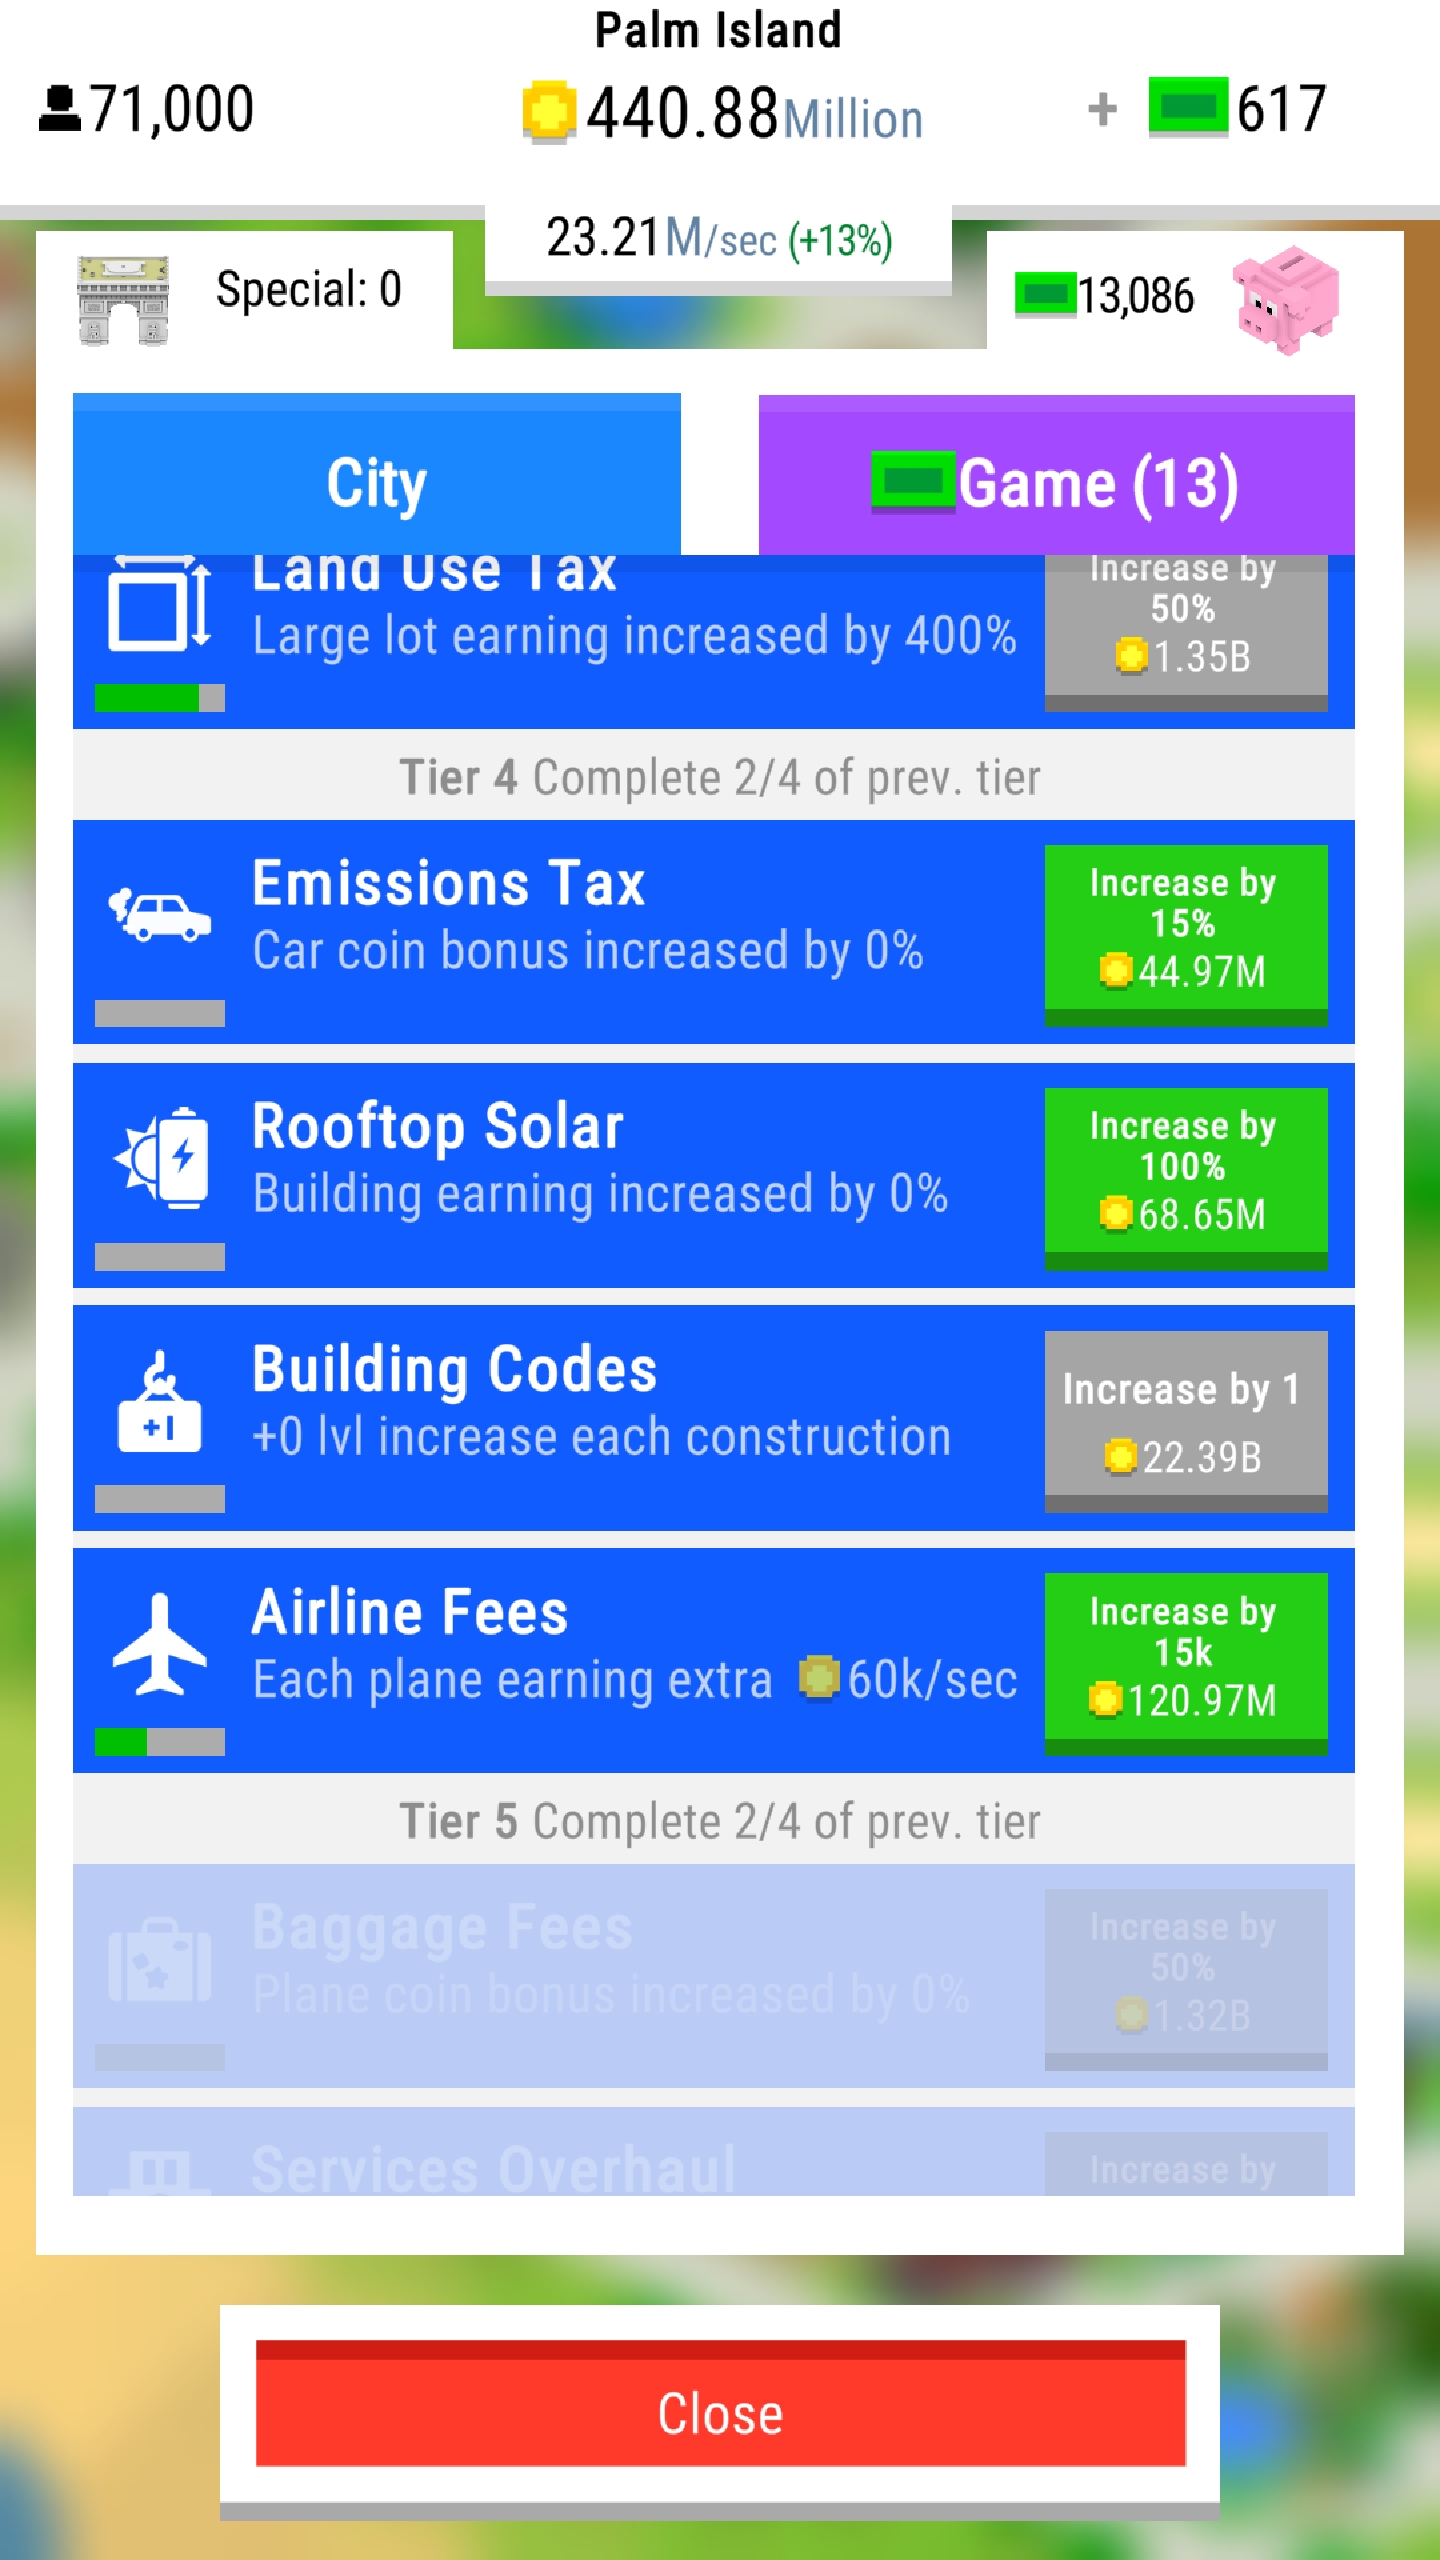 Palm Island
71,000
440.88Million
+ 617
23.21M/sec (+13%)
Special: 0
13,086
City
Game (13)
Land Use Tax
Large lot earning increased by 400%
Increase by
50%
1.35B
Tier 4 Complete 2/4 of prev. tier
Emissions Tax
Car coin bonus increased by 0%
Increase by
15%
44.97M
Rooftop Solar
Building earning increased by 0%
Increase by
100%
68.65M
Building Codes
+0 lvl increase each construction
+1
Increase by 1
22.39B
Airline Fees
Each plane earning extra 60k/sec
Increase by
15k
120.97M
Tier 5 Complete 2/4 of prev. tier
Baggage Fees
Plane coin bonus increased by 0%
Increase by
50%
1.32B
Services Overhaul
Increase by
Close